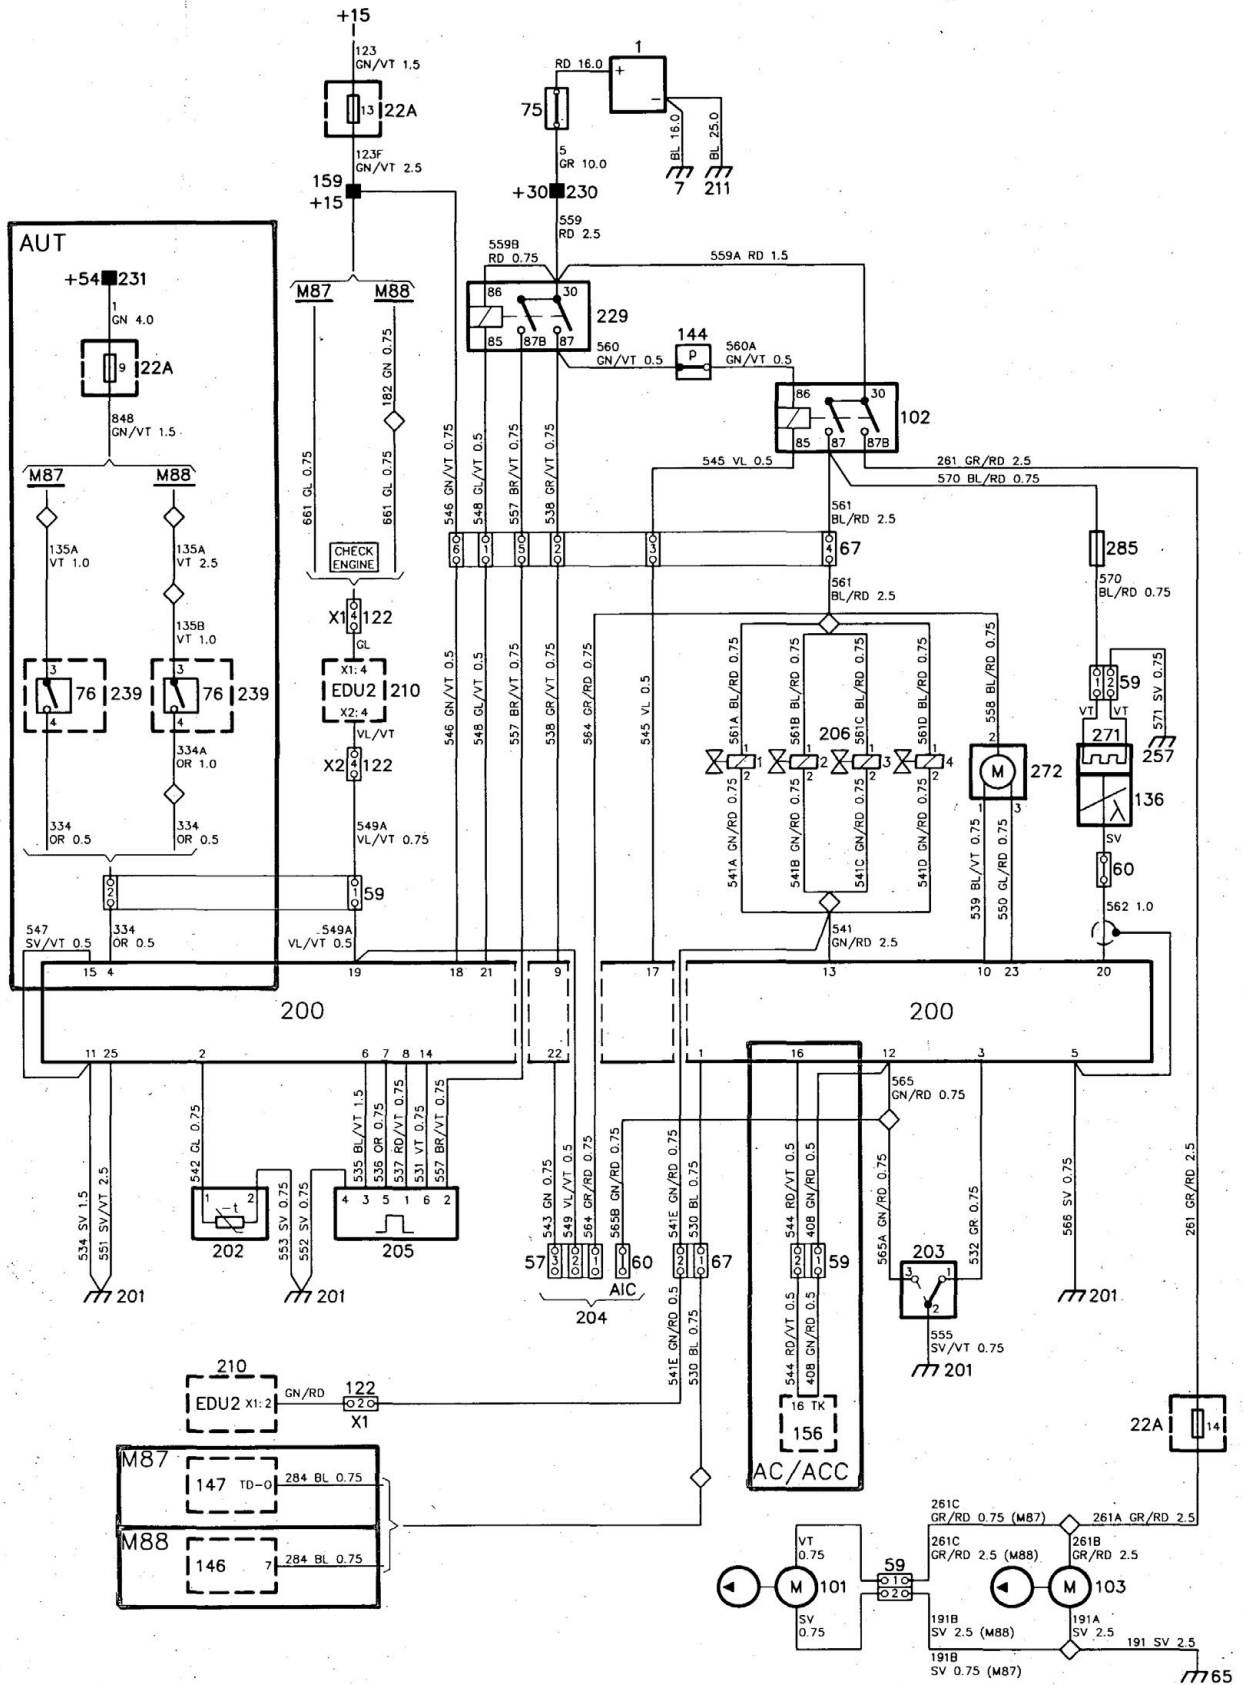 +15
123
GN/VT 1.5
13
22A
123F
GN/VT 2.5
159
+15
1
+
−
RD 16.0
75
5
GR 10.0
BL 16.0
BL 25.0
7
211
+30
230
559
RD 2.5
559B
RD 0.75
559A RD 1.5
86
30
85
87B
87
229
560
GN/VT 0.5
144
P
560A
GN/VT 0.5
86
30
85
87
87B
102
545 VL 0.5
261 GR/RD 2.5
570 BL/RD 0.75
561
BL/RD 2.5
AUT
+54
231
1
GN 4.0
9
22A
848
GN/VT 1.5
M87
M88
135A
VT 1.0
135A
VT 2.5
135B
VT 1.0
3
76
4
239
3
76
4
239
334A
OR 1.0
334
OR 0.5
334
OR 0.5
M87
M88
661 GL 0.75
182 GN 0.75
661 GL 0.75
CHECK
ENGINE
X1
4
122
GL
X1:4
EDU2
X2:4
210
VL/VT
X2
4
122
549A
VL/VT 0.75
2
1
59
546 GN/VT 0.75
548 GL/VT 0.5
557 BR/VT 0.75
538 GR/VT 0.75
6
1
5
2
3
4
67
561
BL/RD 2.5
546 GN/VT 0.5
548 GL/VT 0.5
557 BR/VT 0.75
538 GR/VT 0.75
564 GR/RD 0.75
545 VL 0.5
561A BL/RD 0.75
561B BL/RD 0.75
561C BL/RD 0.75
561D BL/RD 0.75
558 BL/RD 0.75
206
1
1
2
1
2
2
1
3
2
1
4
2
541A GN/RD 0.75
541B GN/RD 0.75
541C GN/RD 0.75
541D GN/RD 0.75
2
M
272
1
3
539 BL/VT 0.75
550 GL/RD 0.75
285
570
BL/RD 0.75
1
2
59
VT
VT
571 SV 0.75
257
271
136
λ
SV
60
562 1.0
541
GN/RD 2.5
547
SV/VT 0.5
334
OR 0.5
549A
VL/VT 0.5
15
4
19
18
21
9
17
13
10
23
20
200
200
11
25
2
6
7
8
14
22
1
16
12
3
5
534 SV 1.5
551 SV/VT 2.5
201
542 GL 0.75
1
2
-t
202
553 SV 0.75
552 SV 0.75
201
535 BL/VT 1.5
536 OR 0.75
537 RD/VT 0.75
531 VT 0.75
557 BR/VT 0.75
4
3
5
1
6
2
205
543 GN 0.75
549 VL/VT 0.5
564 GR/RD 0.75
565B GN/RD 0.75
541E GN/RD 0.75
530 BL 0.75
57
3
2
1
60
AIC
204
2
1
67
541E GN/RD 0.5
530 BL 0.75
544 RD/VT 0.5
408 GN/RD 0.5
2
1
59
544 RD/VT 0.5
408 GN/RD 0.5
16 TK
156
AC/ACC
565
GN/RD 0.75
565A GN/RD 0.75
532 GR 0.75
203
3
1
2
555
SV/VT 0.75
201
566 SV 0.75
201
261 GR/RD 2.5
210
EDU2 X1:2
GN/RD
122
2
X1
M87
147
TD-O
284 BL 0.75
M88
146
7
284 BL 0.75
22A
14
261C
GR/RD 0.75 (M87)
261A GR/RD 2.5
261C
GR/RD 2.5 (M88)
261B
GR/RD 2.5
VT
0.75
M
101
59
1
2
M
103
SV
0.75
191B
SV 2.5 (M88)
191A
SV 2.5
191 SV 2.5
191B
SV 0.75 (M87)
65